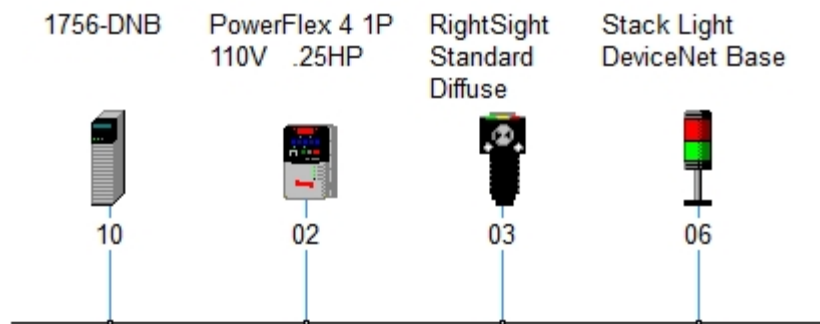 1756-DNB
PowerFlex 4 1P
110V .25HP
RightSight
Standard
Diffuse
Stack Light
DeviceNet Base
10
02
03
06